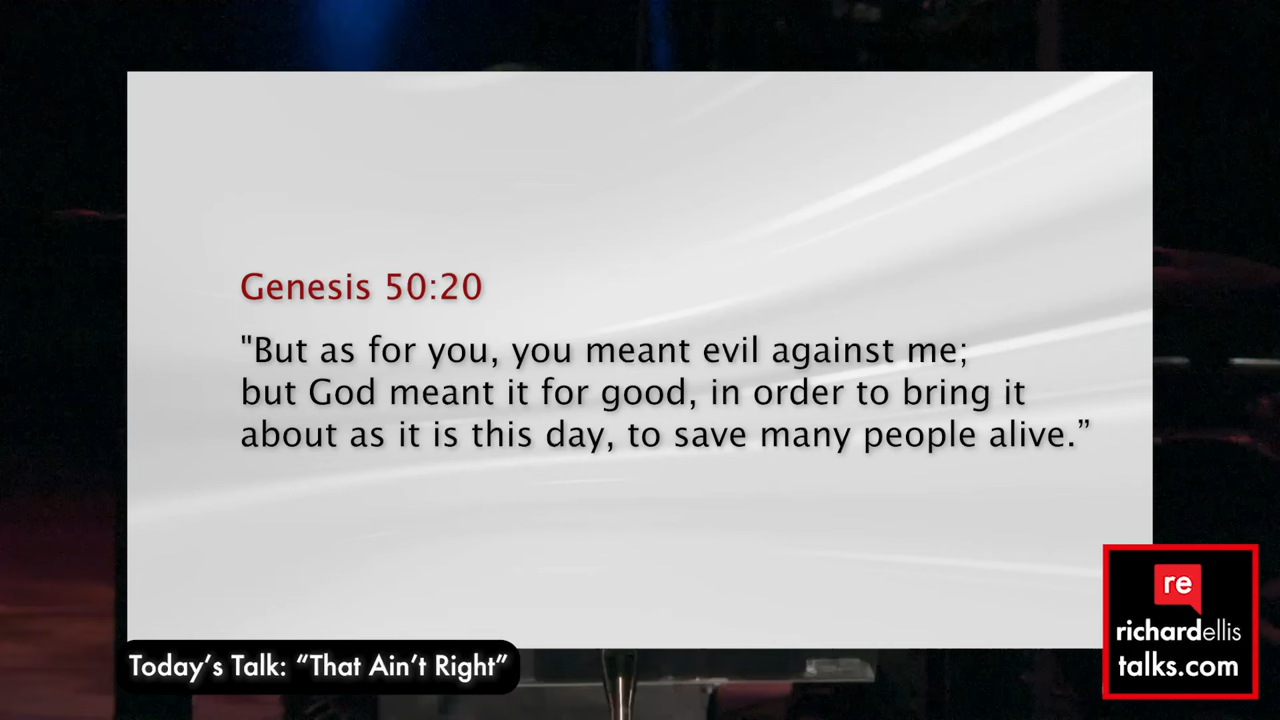 Genesis 50:20
"But as for you, you meant evil against me;
but God meant it for good, in order to bring it
about as it is this day, to save many people alive.”
Today’s Talk: “That Ain’t Right”
re
richardellis
talks.com